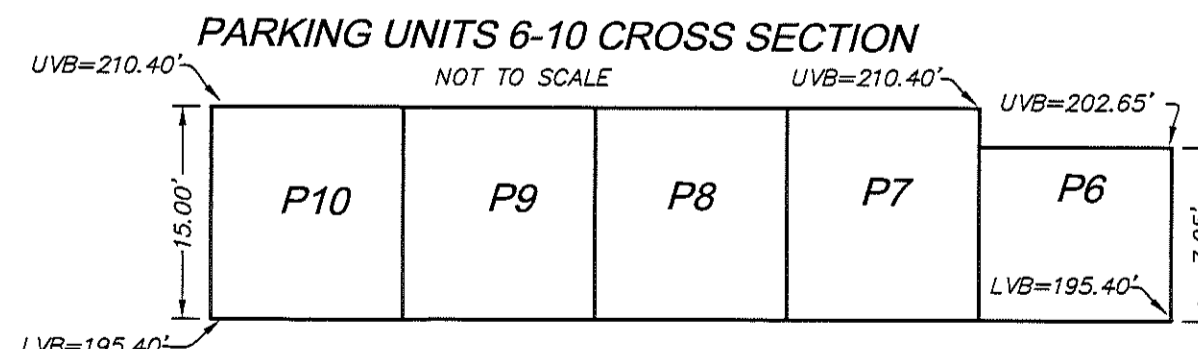 PARKING UNITS 6-10 CROSS SECTION
NOT TO SCALE
UVB=210.40'
UVB=210.40'
UVB=202.65'
15.00'
P10
P9
P8
P7
P6
LVB=195.40'
LVB=195.40'